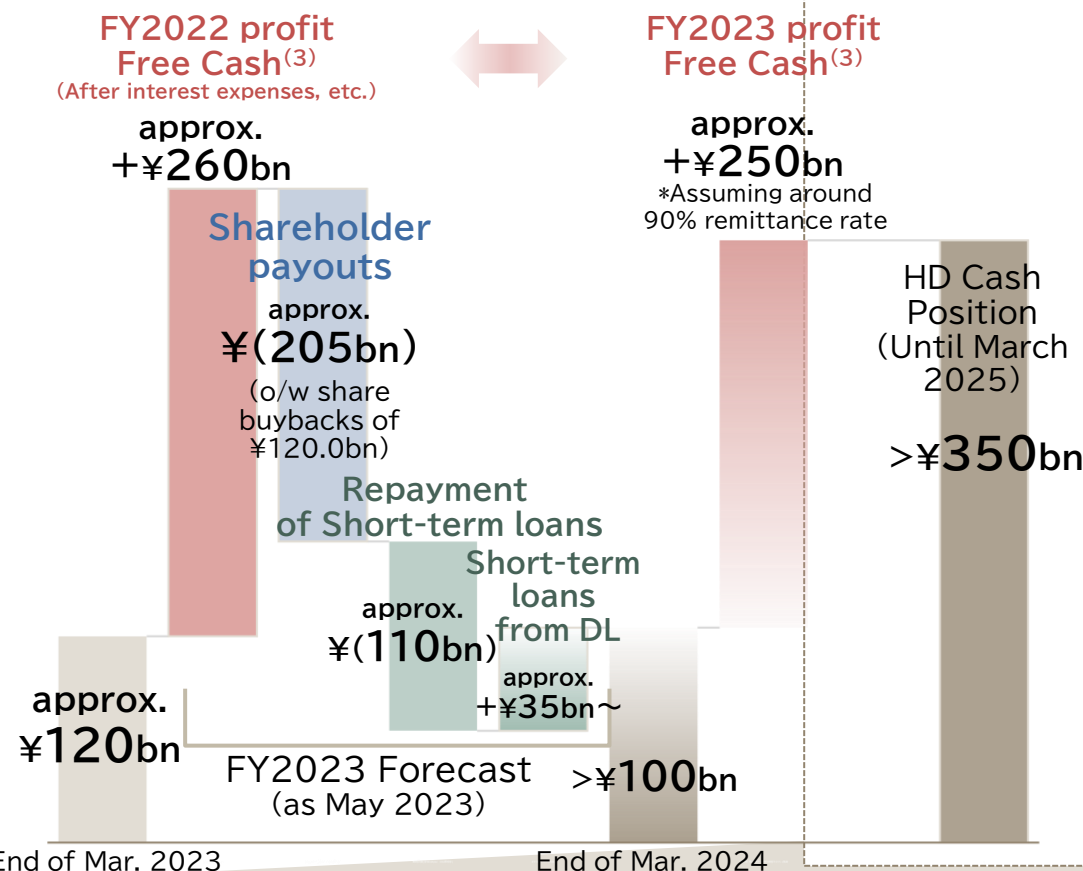 FY2022 profit
Free Cash(3)
(After interest expenses, etc.)
approx.
+¥260bn
Shareholder
payouts
approx.
¥(205bn)
(o/w share
buybacks of
¥120.0bn)
Repayment
of Short-term loans
approx.
¥(110bn)
Short-term
loans
from DL
approx.
+¥35bn~
approx.
¥120bn
FY2023 Forecast
(as May 2023)
>¥100bn
FY2023 profit
Free Cash(3)
approx.
+¥250bn
*Assuming around
90% remittance rate
HD Cash
Position
(Until March
2025)
>¥350bn
End of Mar. 2023
End of Mar. 2024